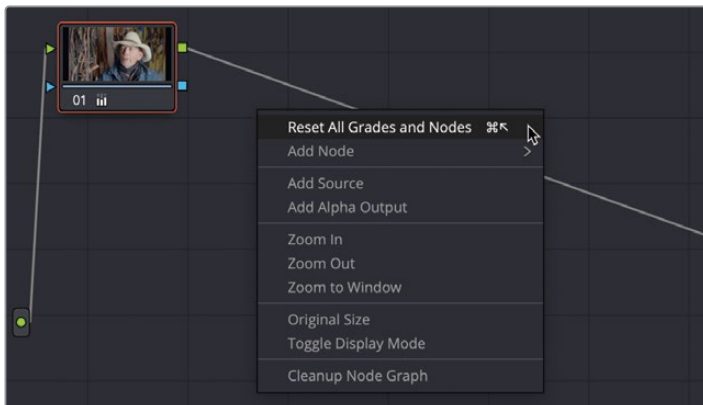 01
Reset All Grades and Nodes ⌘↖
Add Node >
Add Source
Add Alpha Output
Zoom In
Zoom Out
Zoom to Window
Original Size
Toggle Display Mode
Cleanup Node Graph